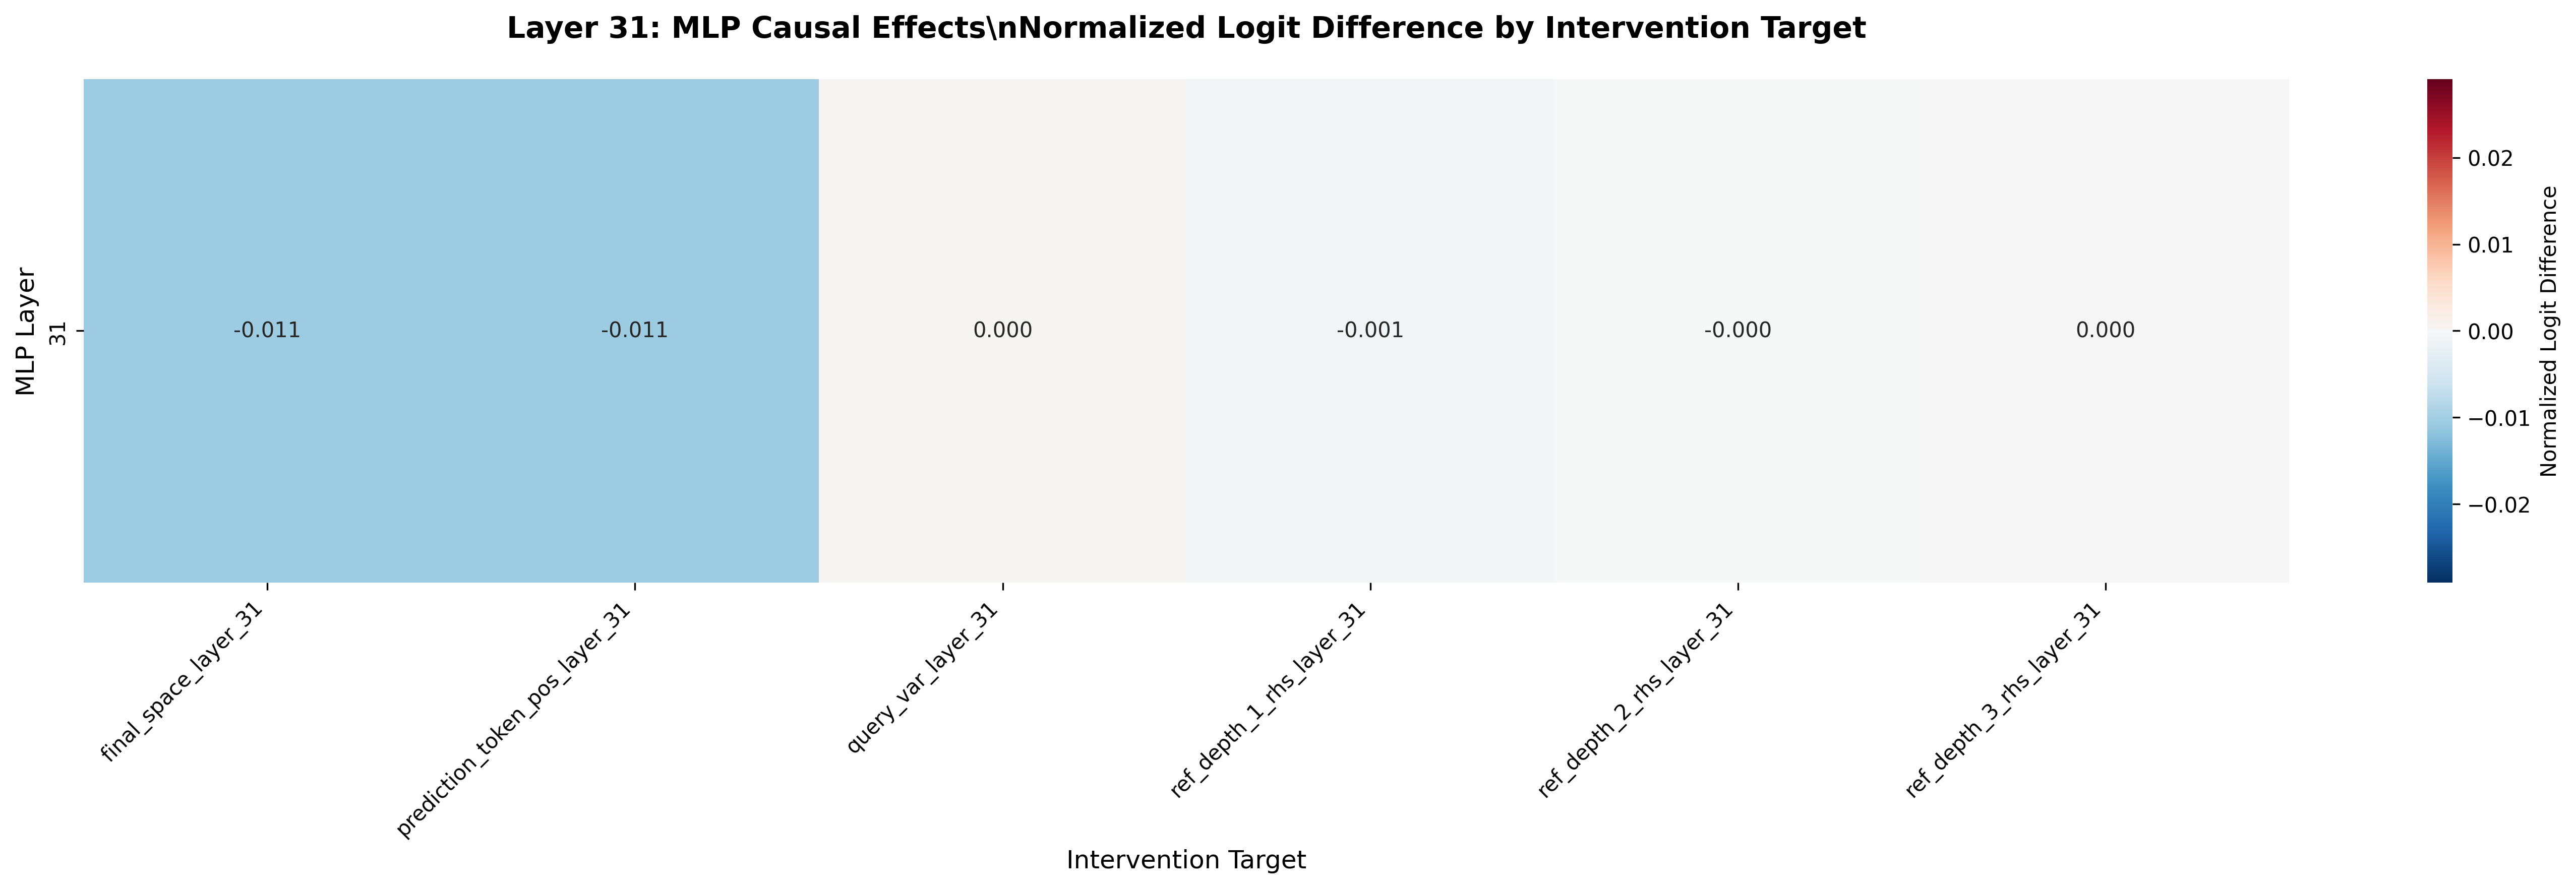 Layer 31: MLP Causal Effects\nNormalized Logit Difference by Intervention Target
MLP Layer
31
-0.011
-0.011
0.000
-0.001
-0.000
0.000
final_space_layer_31
prediction_token_pos_layer_31
query_var_layer_31
ref_depth_1_rhs_layer_31
ref_depth_2_rhs_layer_31
ref_depth_3_rhs_layer_31
Intervention Target
0.02
0.01
0.00
−0.01
−0.02
Normalized Logit Difference